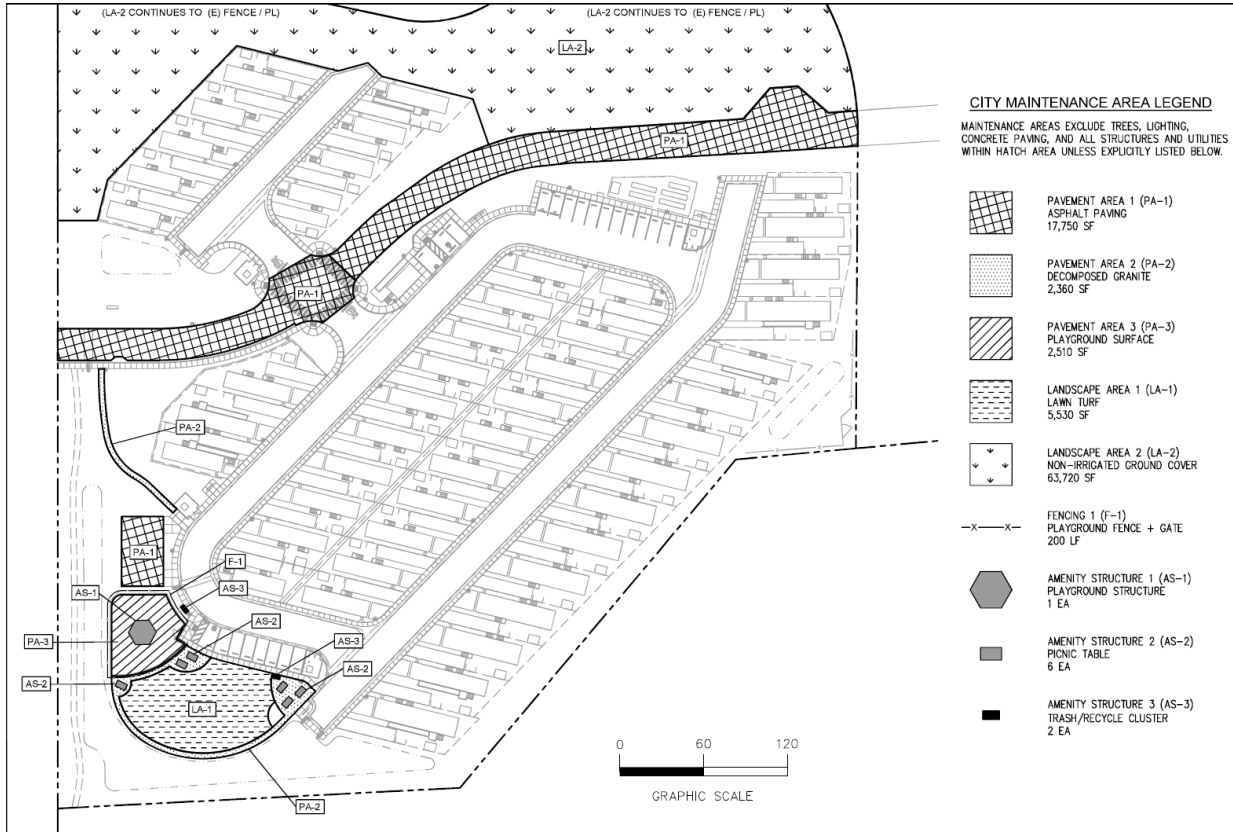 (LA-2 CONTINUES TO (E) FENCE / PL)
(LA-2 CONTINUES TO (E) FENCE / PL)
LA-2
PA-1
PA-1
PA-2
PA-1
F-1
AS-1
AS-3
AS-2
PA-3
AS-3
AS-2
AS-2
LA-1
PA-2
0 60 120
GRAPHIC SCALE
CITY MAINTENANCE AREA LEGEND
MAINTENANCE AREAS EXCLUDE TREES, LIGHTING,
CONCRETE PAVING, AND ALL STRUCTURES AND UTILITIES
WITHIN HATCH AREA UNLESS EXPLICITLY LISTED BELOW.
PAVEMENT AREA 1 (PA-1)
ASPHALT PAVING
17,750 SF
PAVEMENT AREA 2 (PA-2)
DECOMPOSED GRANITE
2,360 SF
PAVEMENT AREA 3 (PA-3)
PLAYGROUND SURFACE
2,510 SF
LANDSCAPE AREA 1 (LA-1)
LAWN TURF
5,530 SF
LANDSCAPE AREA 2 (LA-2)
NON-IRRIGATED GROUND COVER
63,720 SF
FENCING 1 (F-1)
PLAYGROUND FENCE + GATE
200 LF
AMENITY STRUCTURE 1 (AS-1)
PLAYGROUND STRUCTURE
1 EA
AMENITY STRUCTURE 2 (AS-2)
PICNIC TABLE
6 EA
AMENITY STRUCTURE 3 (AS-3)
TRASH/RECYCLE CLUSTER
2 EA